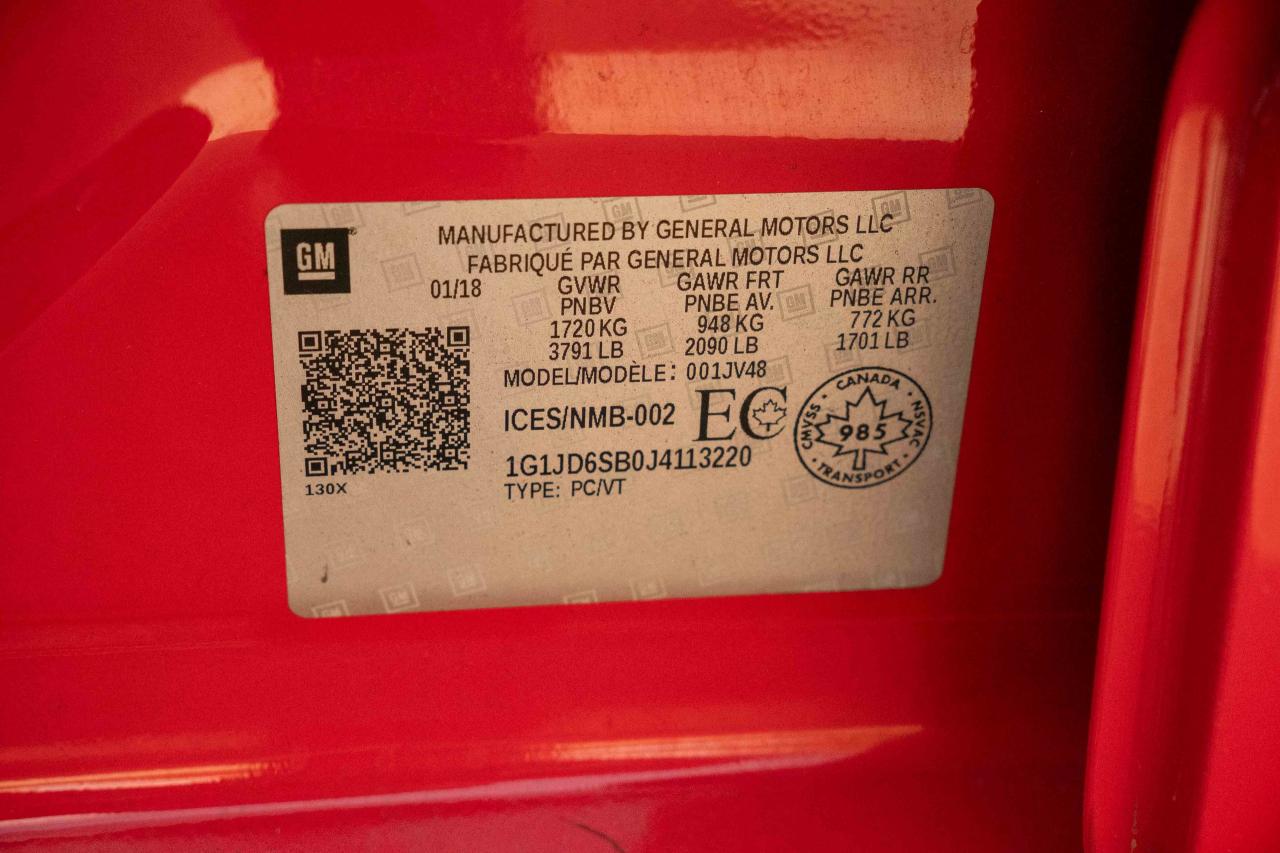 GM
MANUFACTURED BY GENERAL MOTORS LLC
FABRIQUÉ PAR GENERAL MOTORS LLC
01/18 GVWR GAWR FRT GAWR RR
PNBV PNBE AV. PNBE ARR.
1720 KG 948 KG 772 KG
3791 LB 2090 LB 1701 LB
MODEL/MODÈLE: 001JV48
ICES/NMB-002 EC
CANADA
CMVSS 985 NSVAC
TRANSPORT
1G1JD6SB0J4113220
130X TYPE: PC/VT